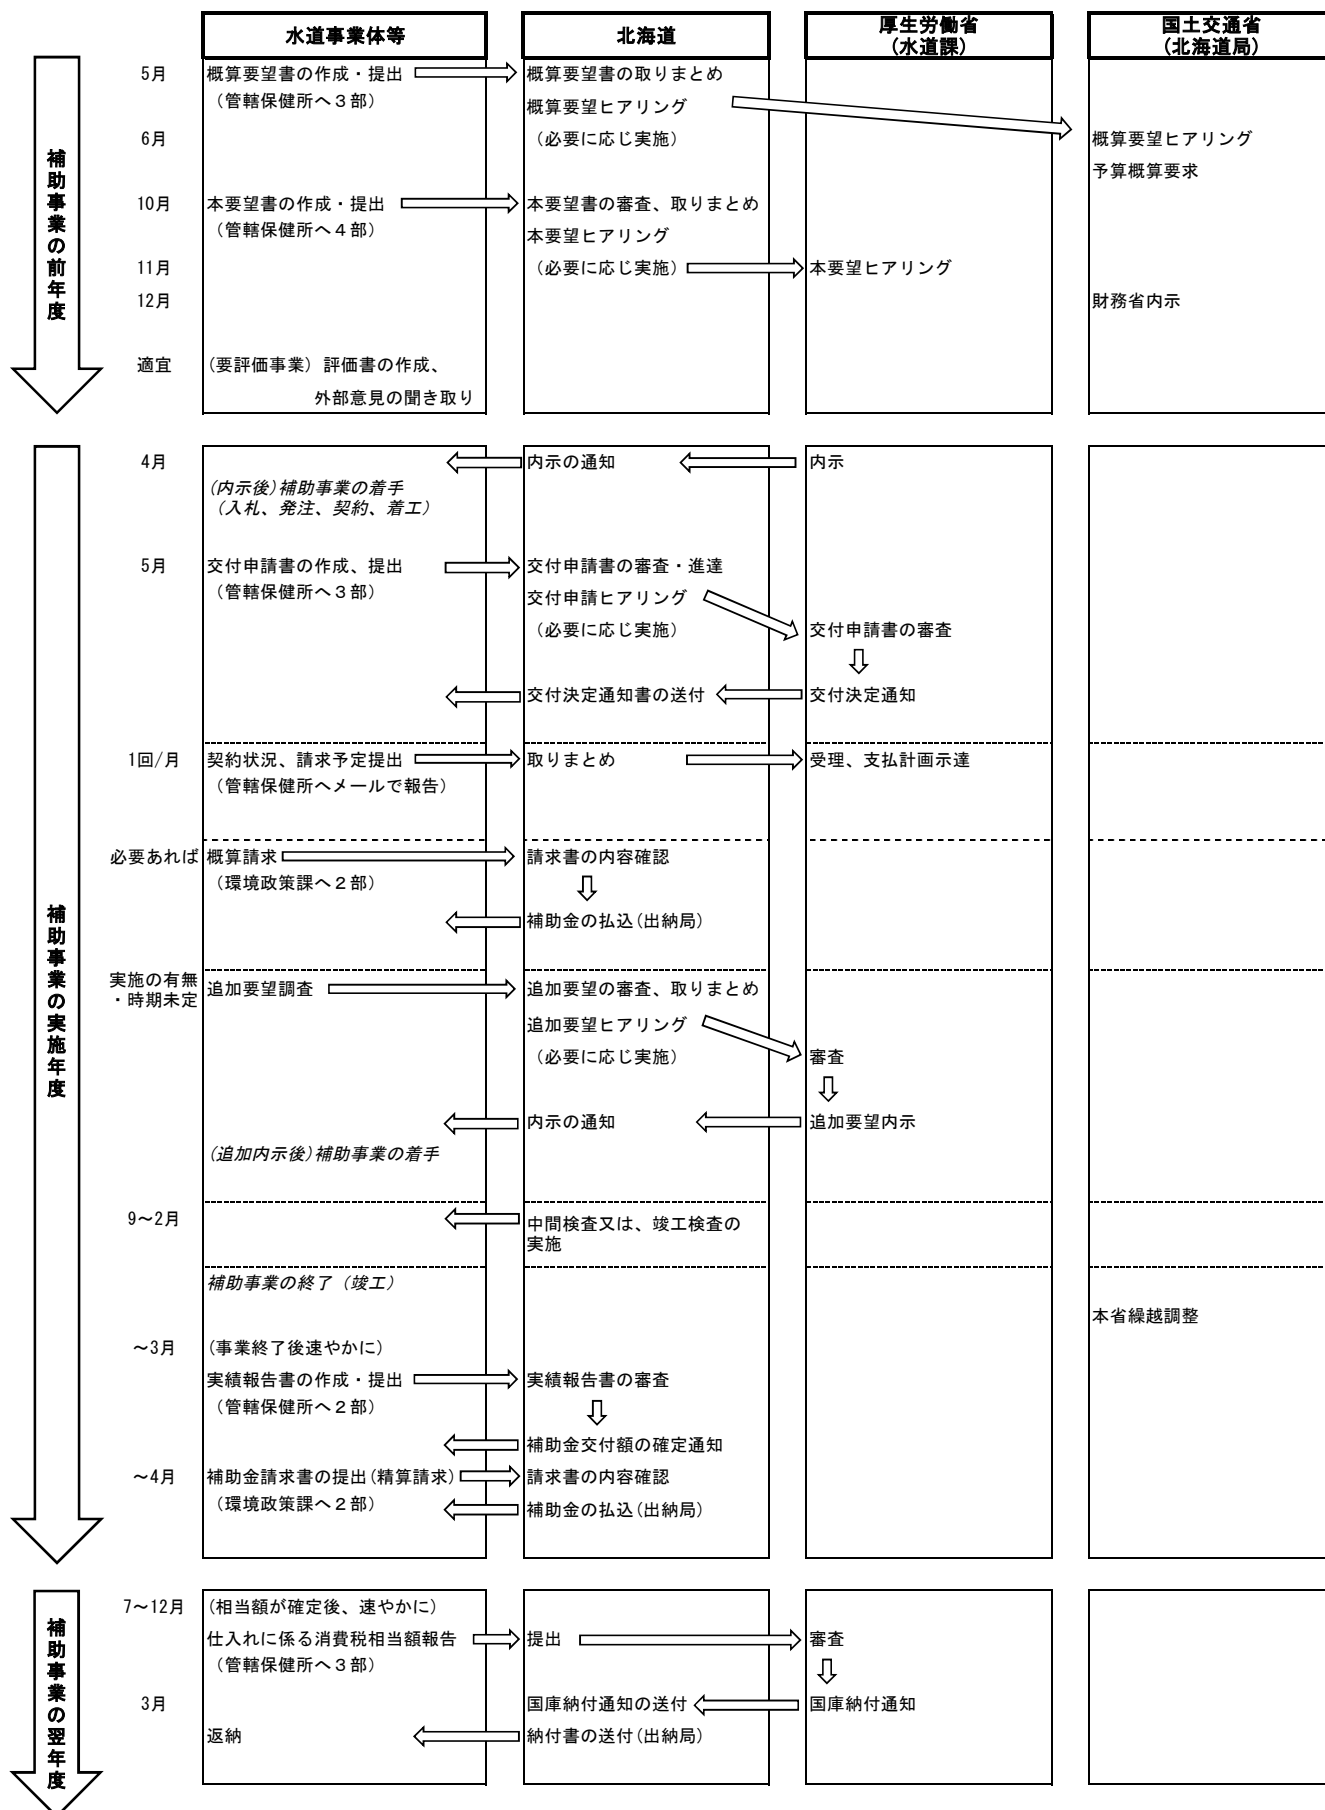 水道事業体等
北海道
厚生労働省
(水道課)
国土交通省
(北海道局)
補助事業の前年度
5月
概算要望書の作成・提出
概算要望書の取りまとめ
(管轄保健所へ3部)
概算要望ヒアリング
6月
(必要に応じ実施)
概算要望ヒアリング
予算概算要求
10月
本要望書の作成・提出
本要望書の審査、取りまとめ
(管轄保健所へ4部)
本要望ヒアリング
11月
(必要に応じ実施)
本要望ヒアリング
12月
財務省内示
適宜
(要評価事業) 評価書の作成、
外部意見の聞き取り
補助事業の実施年度
4月
内示の通知
内示
(内示後)補助事業の着手
(入札、発注、契約、着工)
5月
交付申請書の作成、提出
交付申請書の審査・進達
(管轄保健所へ3部)
交付申請ヒアリング
(必要に応じ実施)
交付申請書の審査
交付決定通知書の送付
交付決定通知
1回/月
契約状況、請求予定提出
取りまとめ
受理、支払計画示達
(管轄保健所へメールで報告)
必要あれば
概算請求
請求書の内容確認
(環境政策課へ2部)
補助金の払込(出納局)
実施の有無
・時期未定
追加要望調査
追加要望の審査、取りまとめ
追加要望ヒアリング
(必要に応じ実施)
審査
内示の通知
追加要望内示
(追加内示後)補助事業の着手
9~2月
中間検査又は、竣工検査の
実施
補助事業の終了(竣工)
本省繰越調整
~3月
(事業終了後速やかに)
実績報告書の作成・提出
実績報告書の審査
(管轄保健所へ2部)
補助金交付額の確定通知
~4月
補助金請求書の提出(精算請求)
請求書の内容確認
(環境政策課へ2部)
補助金の払込(出納局)
補助事業の翌年度
7~12月
(相当額が確定後、速やかに)
仕入れに係る消費税相当額報告
提出
審査
(管轄保健所へ3部)
3月
国庫納付通知の送付
国庫納付通知
返納
納付書の送付(出納局)